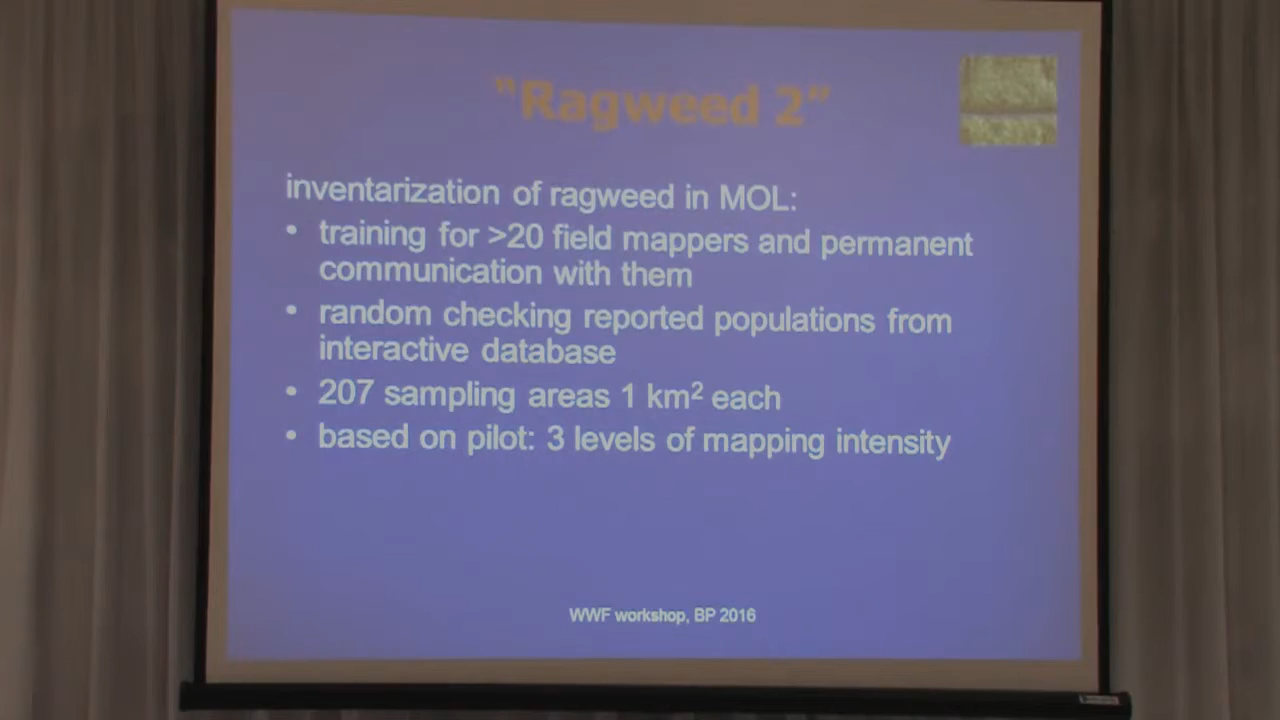 "Ragweed 2"
inventarization of ragweed in MOL:
• training for >20 field mappers and permanent
communication with them
• random checking reported populations from
interactive database
• 207 sampling areas 1 km² each
• based on pilot: 3 levels of mapping intensity
WWF workshop, BP 2016